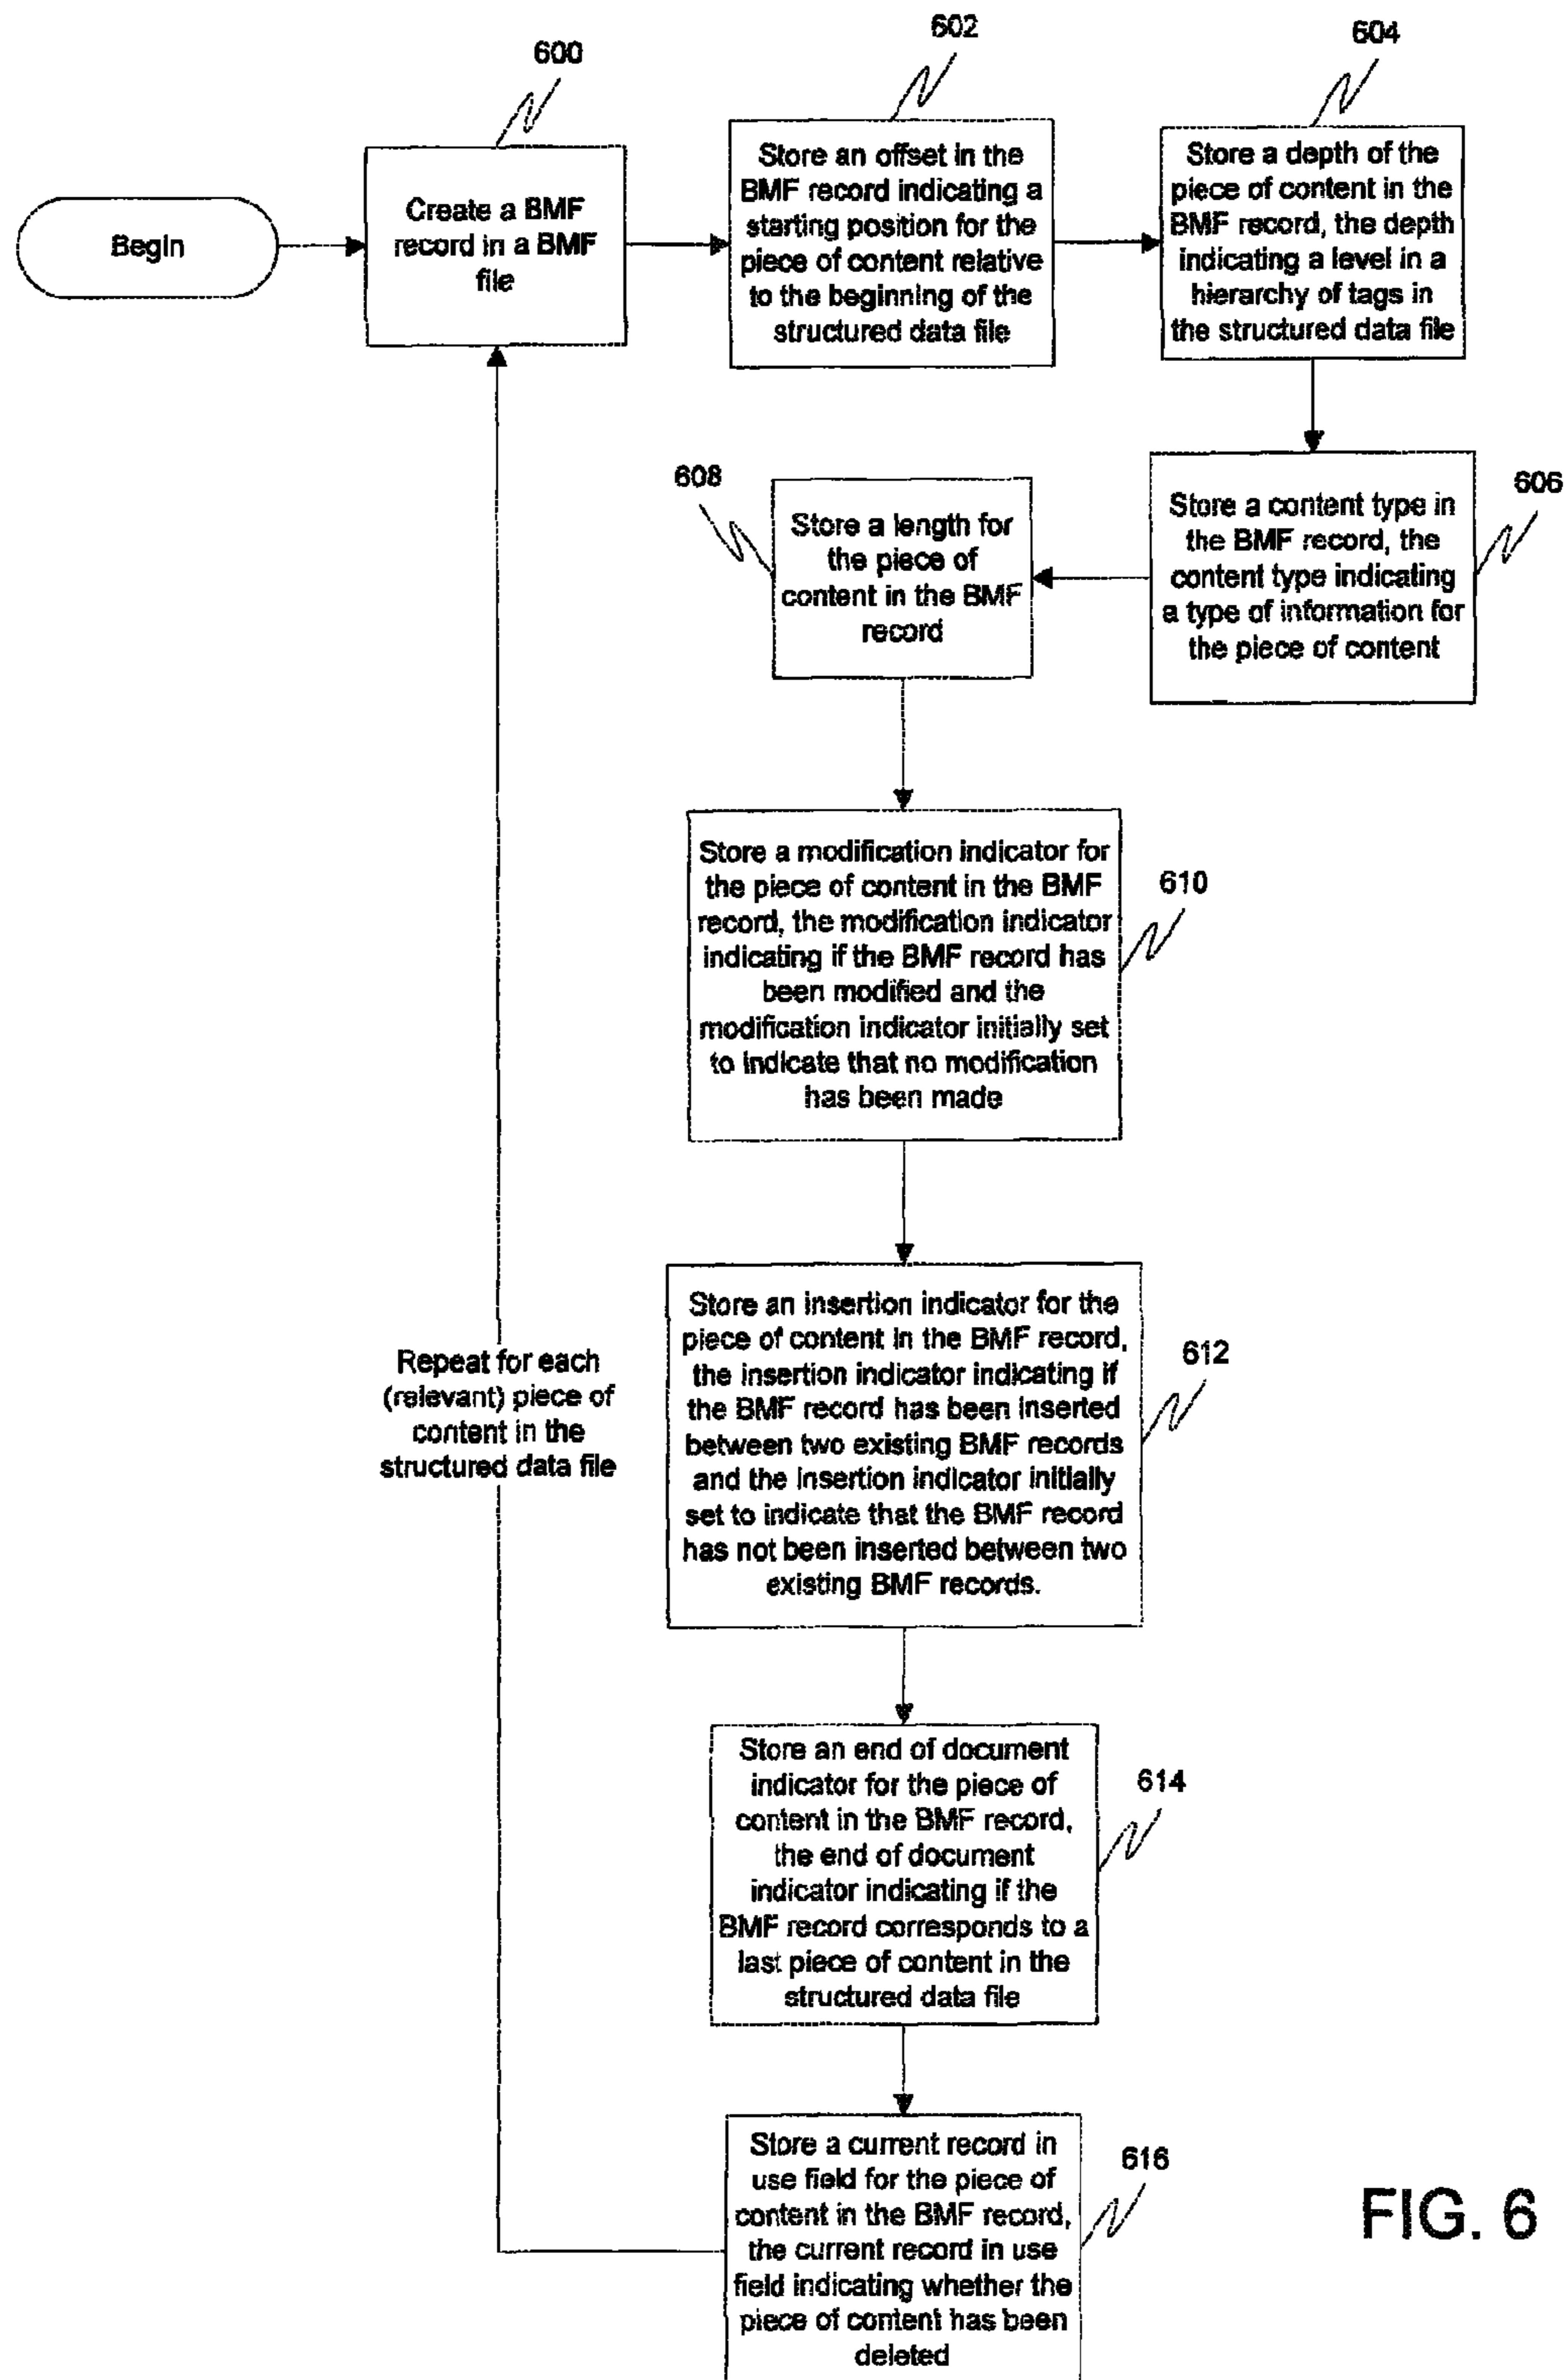 600
602
604
Begin
Create a BMF
record in a BMF
file
Store an offset in the
BMF record indicating a
starting position for the
piece of content relative
to the beginning of the
structured data file
Store a depth of the
piece of content in the
BMF record, the depth
indicating a level in a
hierarchy of tags in
the structured data file
606
Store a content type in
the BMF record, the
content type indicating
a type of information for
the piece of content
608
Store a length for
the piece of
content in the BMF
record
Store a modification indicator for
the piece of content in the BMF
record, the modification indicator
indicating if the BMF record has
been modified and the
modification indicator initially set
to indicate that no modification
has been made
610
Store an insertion indicator for the
piece of content in the BMF record,
the insertion indicator indicating if
the BMF record has been inserted
between two existing BMF records
and the insertion indicator initially
set to indicate that the BMF record
has not been inserted between two
existing BMF records.
612
Repeat for each
(relevant) piece of
content in the
structured data file
Store an end of document
indicator for the piece of
content in the BMF record,
the end of document
indicator indicating if the
BMF record corresponds to a
last piece of content in the
structured data file
614
Store a current record in
use field for the piece of
content in the BMF record,
the current record in use
field indicating whether the
piece of content has been
deleted
616
FIG. 6